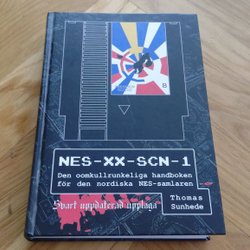 B
NES-XX-SCN-1
Den oomkullrunkeliga handboken
för den nordiska NES-samlaren
Svart uppdaterad upplaga
Thomas
Sunhede